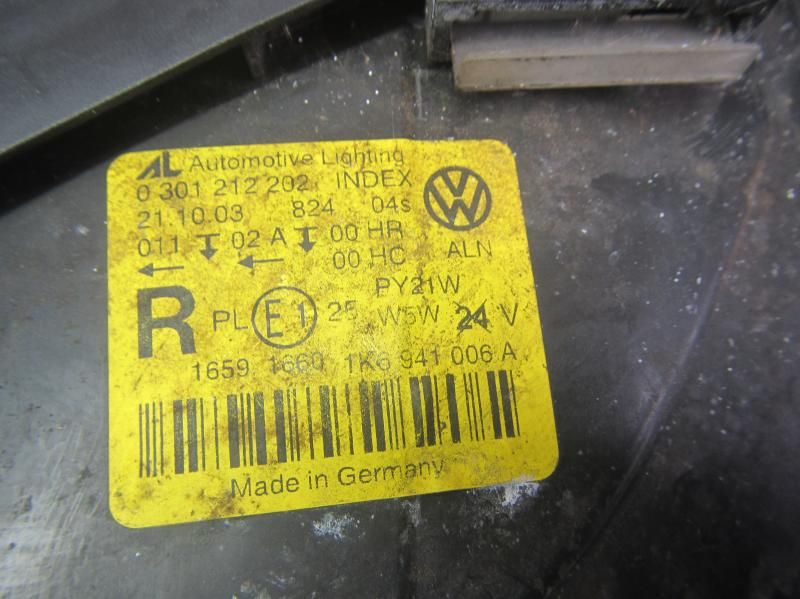 AL Automotive Lighting
0 301 212 202 INDEX
21.10.03 824 04s
011 02 A 00 HR
00 HC ALN
PY21W
R PL E1 25 W5W 24 V
1659 1660 1K6 941 006 A
Made in Germany